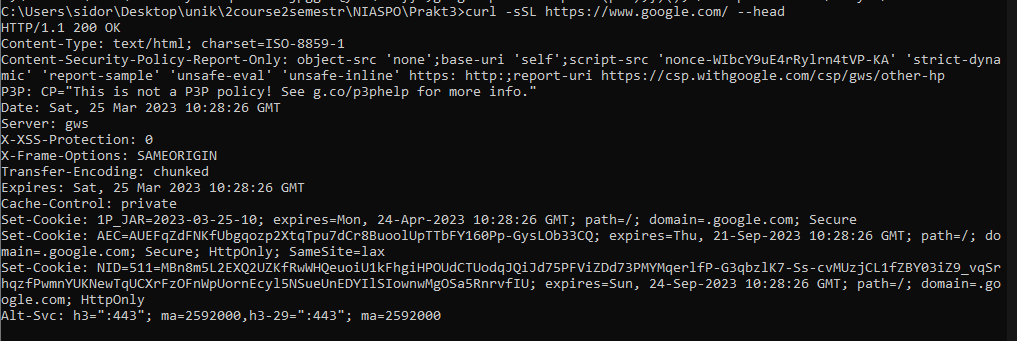 C:\Users\sidor\Desktop\unik\2course2semestr\NIASPO\Prakt3>curl -sSL https://www.google.com/ --head
HTTP/1.1 200 OK
Content-Type: text/html; charset=ISO-8859-1
Content-Security-Policy-Report-Only: object-src 'none';base-uri 'self';script-src 'nonce-WIbcY9uE4rRylrn4tVP-KA' 'strict-dyna
mic' 'report-sample' 'unsafe-eval' 'unsafe-inline' https: http:;report-uri https://csp.withgoogle.com/csp/gws/other-hp
P3P: CP="This is not a P3P policy! See g.co/p3phelp for more info."
Date: Sat, 25 Mar 2023 10:28:26 GMT
Server: gws
X-XSS-Protection: 0
X-Frame-Options: SAMEORIGIN
Transfer-Encoding: chunked
Expires: Sat, 25 Mar 2023 10:28:26 GMT
Cache-Control: private
Set-Cookie: 1P_JAR=2023-03-25-10; expires=Mon, 24-Apr-2023 10:28:26 GMT; path=/; domain=.google.com; Secure
Set-Cookie: AEC=AUEFqZdFNKfUbgqozp2XtqTpu7dCr8BuoolUpTTbFY160Pp-GysLOb33CQ; expires=Thu, 21-Sep-2023 10:28:26 GMT; path=/; do
main=.google.com; Secure; HttpOnly; SameSite=lax
Set-Cookie: NID=511=MBn8m5L2EXQ2UZKfRwWHQeuoiU1kFhgiHPOUdCTUodqJQiJd75PFViZDd73PMYMqerlfP-G3qbzlK7-Ss-cvMUzjCL1fZBY03iZ9_vqSr
hqzfPwmnYUKNewTqUCXrFzOFnWpUornEcyl5NSueUnEDYIlSIownwMgOSa5RnrvfIU; expires=Sun, 24-Sep-2023 10:28:26 GMT; path=/; domain=.go
ogle.com; HttpOnly
Alt-Svc: h3=":443"; ma=2592000,h3-29=":443"; ma=2592000